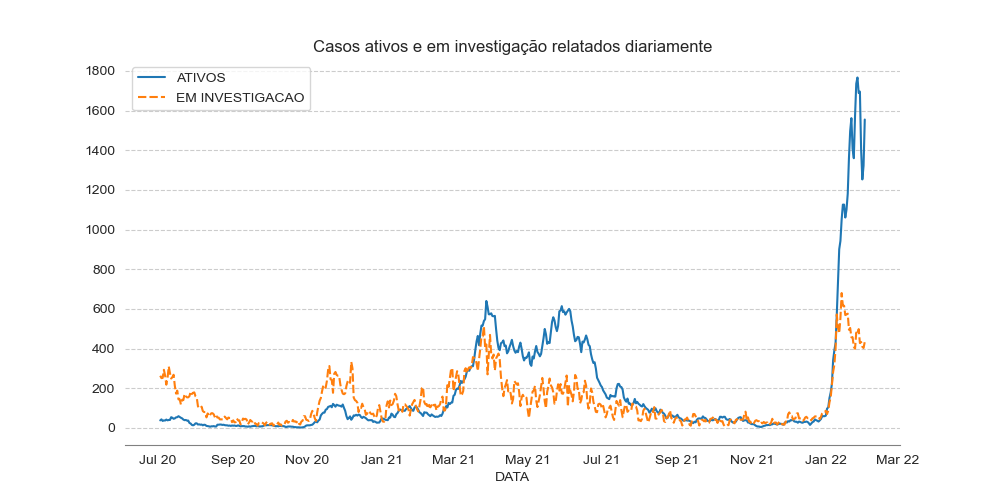 Casos ativos e em investigação relatados diariamente
ATIVOS
EM INVESTIGACAO
1800
1600
1400
1200
1000
800
600
400
200
0
Jul 20 Sep 20 Nov 20 Jan 21 Mar 21 May 21 Jul 21 Sep 21 Nov 21 Jan 22 Mar 22
DATA